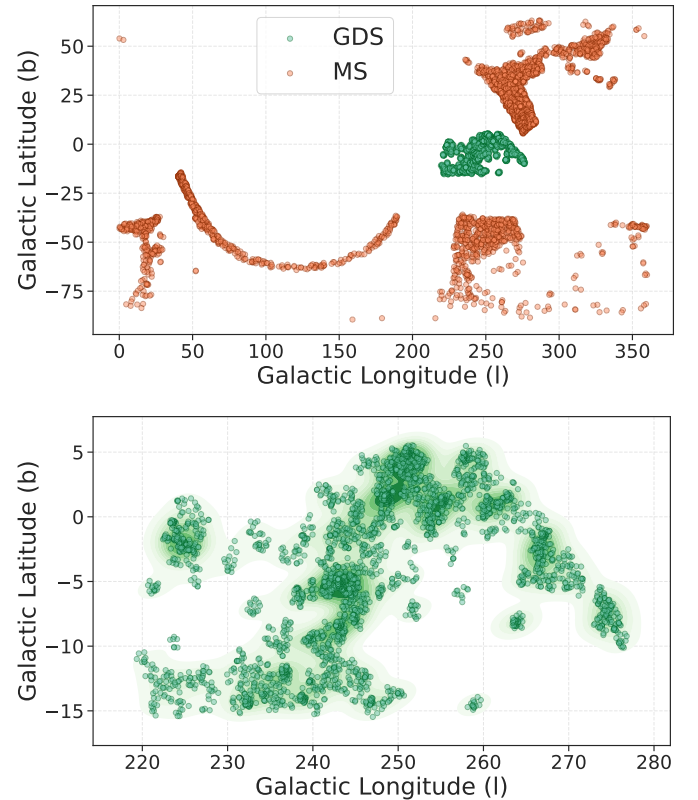 GDS
MS
50
25
0
−25
−50
−75
Galactic Latitude (b)
0 50 100 150 200 250 300 350
Galactic Longitude (l)
5
0
−5
−10
−15
Galactic Latitude (b)
220 230 240 250 260 270 280
Galactic Longitude (l)